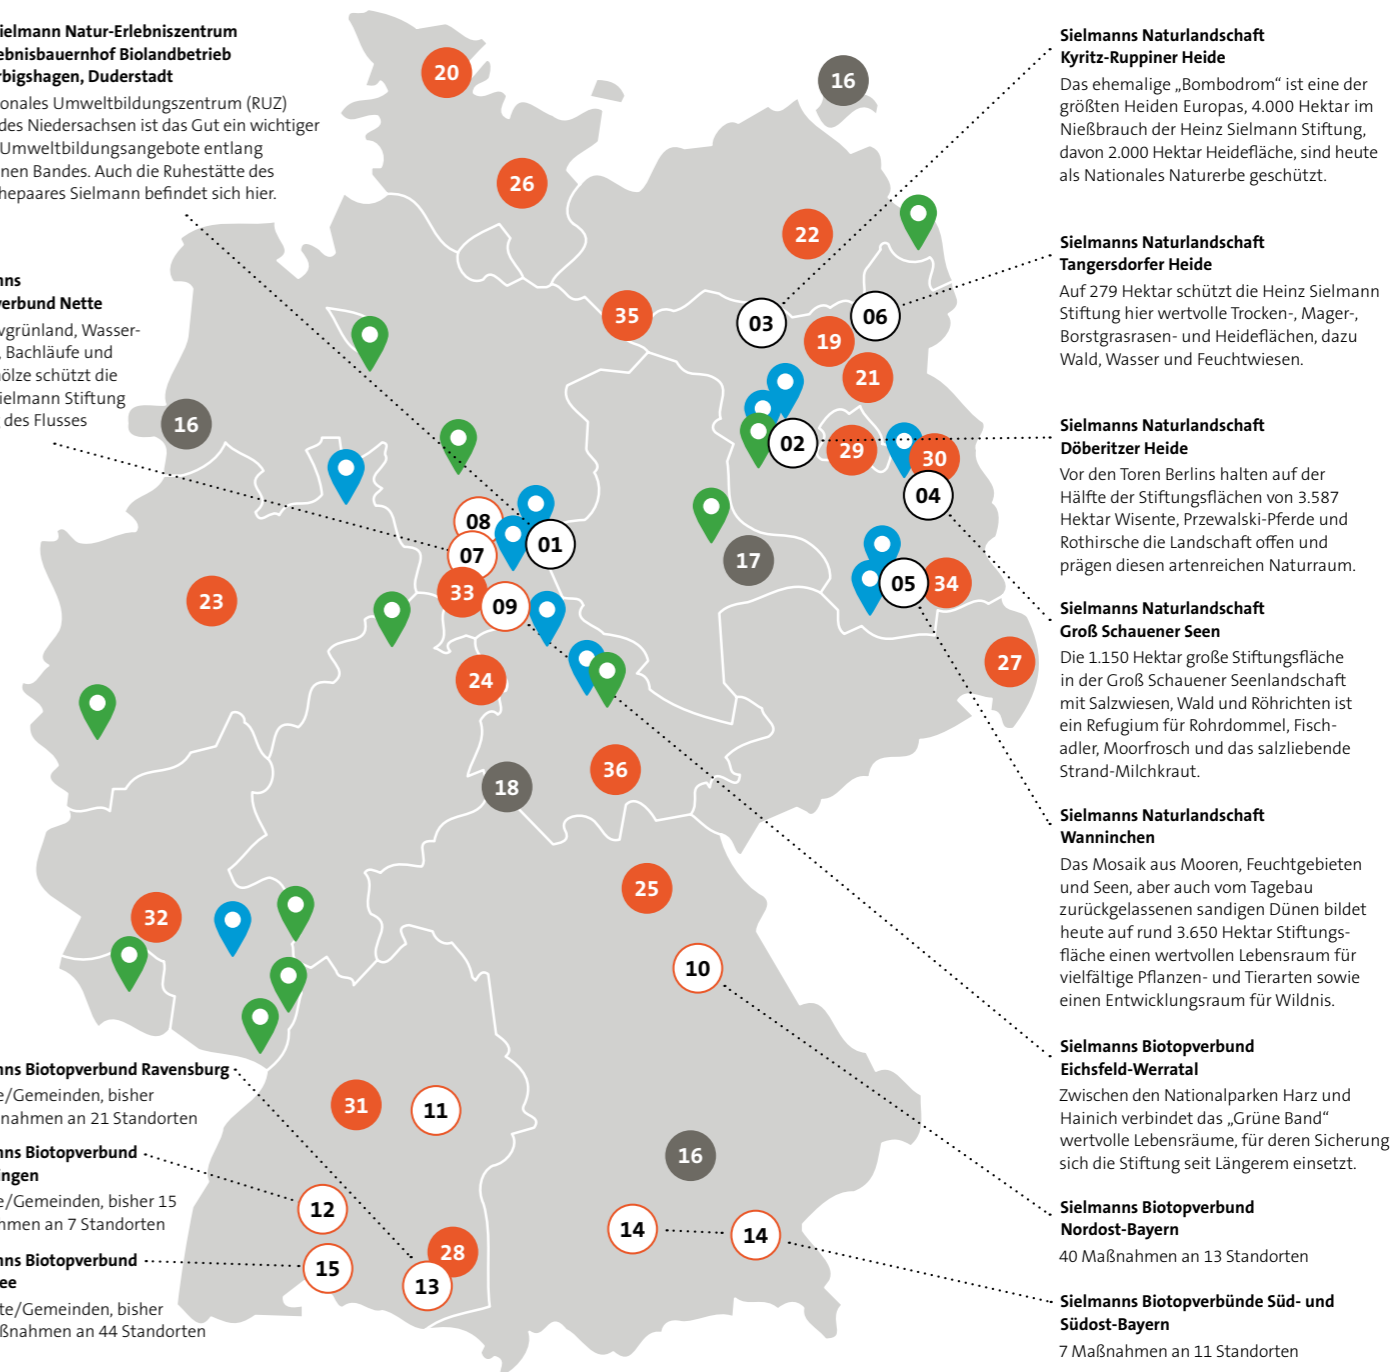 ielmann Natur-Erlebniszentrum
ebnisbauernhof Biolandbetrieb
rbigshagen, Duderstadt
onales Umweltbildungszentrum (RUZ)
des Niedersachsen ist das Gut ein wichtiger
Umweltbildungsangebote entlang
nen Bandes. Auch die Ruhestätte des
hepaares Sielmann befindet sich hier.
nns
verbund Nette
vgrünland, Wasser-
, Bachläufe und
ölze schützt die
ielmann Stiftung
des Flusses
nns Biotopverbund Ravensburg
e/Gemeinden, bisher
ßnahmen an 21 Standorten
nns Biotopverbund
ingen
e/Gemeinden, bisher 15
hmen an 7 Standorten
nns Biotopverbund
ee
te/Gemeinden, bisher
aßnahmen an 44 Standorten
20
16
26
22
35
03
06
19
21
16
02
29
30
04
08
07
01
17
33
09
05
34
23
24
27
36
18
25
32
10
31
11
16
12
14
14
15
28
13
Sielmanns Naturlandschaft
Kyritz-Ruppiner Heide
Das ehemalige „Bombodrom“ ist eine der
größten Heiden Europas, 4.000 Hektar im
Nießbrauch der Heinz Sielmann Stiftung,
davon 2.000 Hektar Heidefläche, sind heute
als Nationales Naturerbe geschützt.
Sielmanns Naturlandschaft
Tangersdorfer Heide
Auf 279 Hektar schützt die Heinz Sielmann
Stiftung hier wertvolle Trocken-, Mager-,
Borstgrasrasen- und Heideflächen, dazu
Wald, Wasser und Feuchtwiesen.
Sielmanns Naturlandschaft
Döberitzer Heide
Vor den Toren Berlins halten auf der
Hälfte der Stiftungsflächen von 3.587
Hektar Wisente, Przewalski-Pferde und
Rothirsche die Landschaft offen und
prägen diesen artenreichen Naturraum.
Sielmanns Naturlandschaft
Groß Schauener Seen
Die 1.150 Hektar große Stiftungsfläche
in der Groß Schauener Seenlandschaft
mit Salzwiesen, Wald und Röhrichten ist
ein Refugium für Rohrdommel, Fisch-
adler, Moorfrosch und das salzliebende
Strand-Milchkraut.
Sielmanns Naturlandschaft
Wanninchen
Das Mosaik aus Mooren, Feuchtgebieten
und Seen, aber auch vom Tagebau
zurückgelassenen sandigen Dünen bildet
heute auf rund 3.650 Hektar Stiftungs-
fläche einen wertvollen Lebensraum für
vielfältige Pflanzen- und Tierarten sowie
einen Entwicklungsraum für Wildnis.
Sielmanns Biotopverbund
Eichsfeld-Werratal
Zwischen den Nationalparken Harz und
Hainich verbindet das „Grüne Band“
wertvolle Lebensräume, für deren Sicherung
sich die Stiftung seit Längerem einsetzt.
Sielmanns Biotopverbund
Nordost-Bayern
40 Maßnahmen an 13 Standorten
Sielmanns Biotopverbünde Süd- und
Südost-Bayern
7 Maßnahmen an 11 Standorten